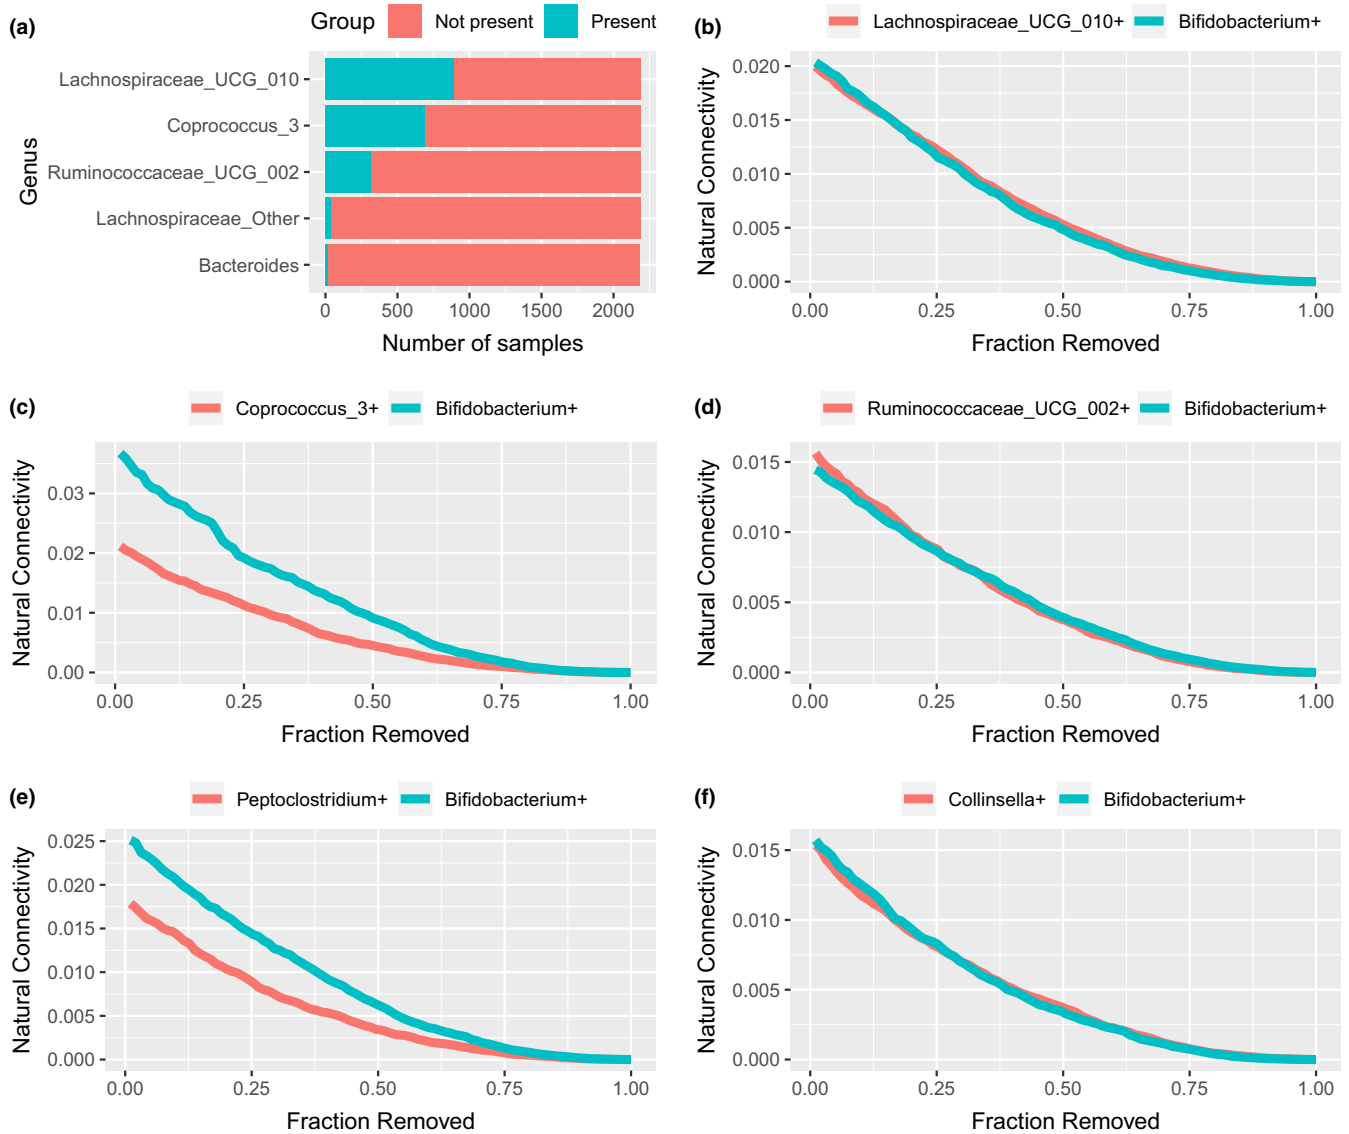 (a)
Group Not present Present
Genus
Lachnospiraceae_UCG_010
Coprococcus_3
Ruminococcaceae_UCG_002
Lachnospiraceae_Other
Bacteroides
0 500 1000 1500 2000
Number of samples
(b)
Lachnospiraceae_UCG_010+ Bifidobacterium+
Natural Connectivity
0.020
0.015
0.010
0.005
0.000
0.00 0.25 0.50 0.75 1.00
Fraction Removed
(c)
Coprococcus_3+ Bifidobacterium+
Natural Connectivity
0.03
0.02
0.01
0.00
0.00 0.25 0.50 0.75 1.00
Fraction Removed
(d)
Ruminococcaceae_UCG_002+ Bifidobacterium+
Natural Connectivity
0.015
0.010
0.005
0.000
0.00 0.25 0.50 0.75 1.00
Fraction Removed
(e)
Peptoclostridium+ Bifidobacterium+
Natural Connectivity
0.025
0.020
0.015
0.010
0.005
0.000
0.00 0.25 0.50 0.75 1.00
Fraction Removed
(f)
Collinsella+ Bifidobacterium+
Natural Connectivity
0.015
0.010
0.005
0.000
0.00 0.25 0.50 0.75 1.00
Fraction Removed